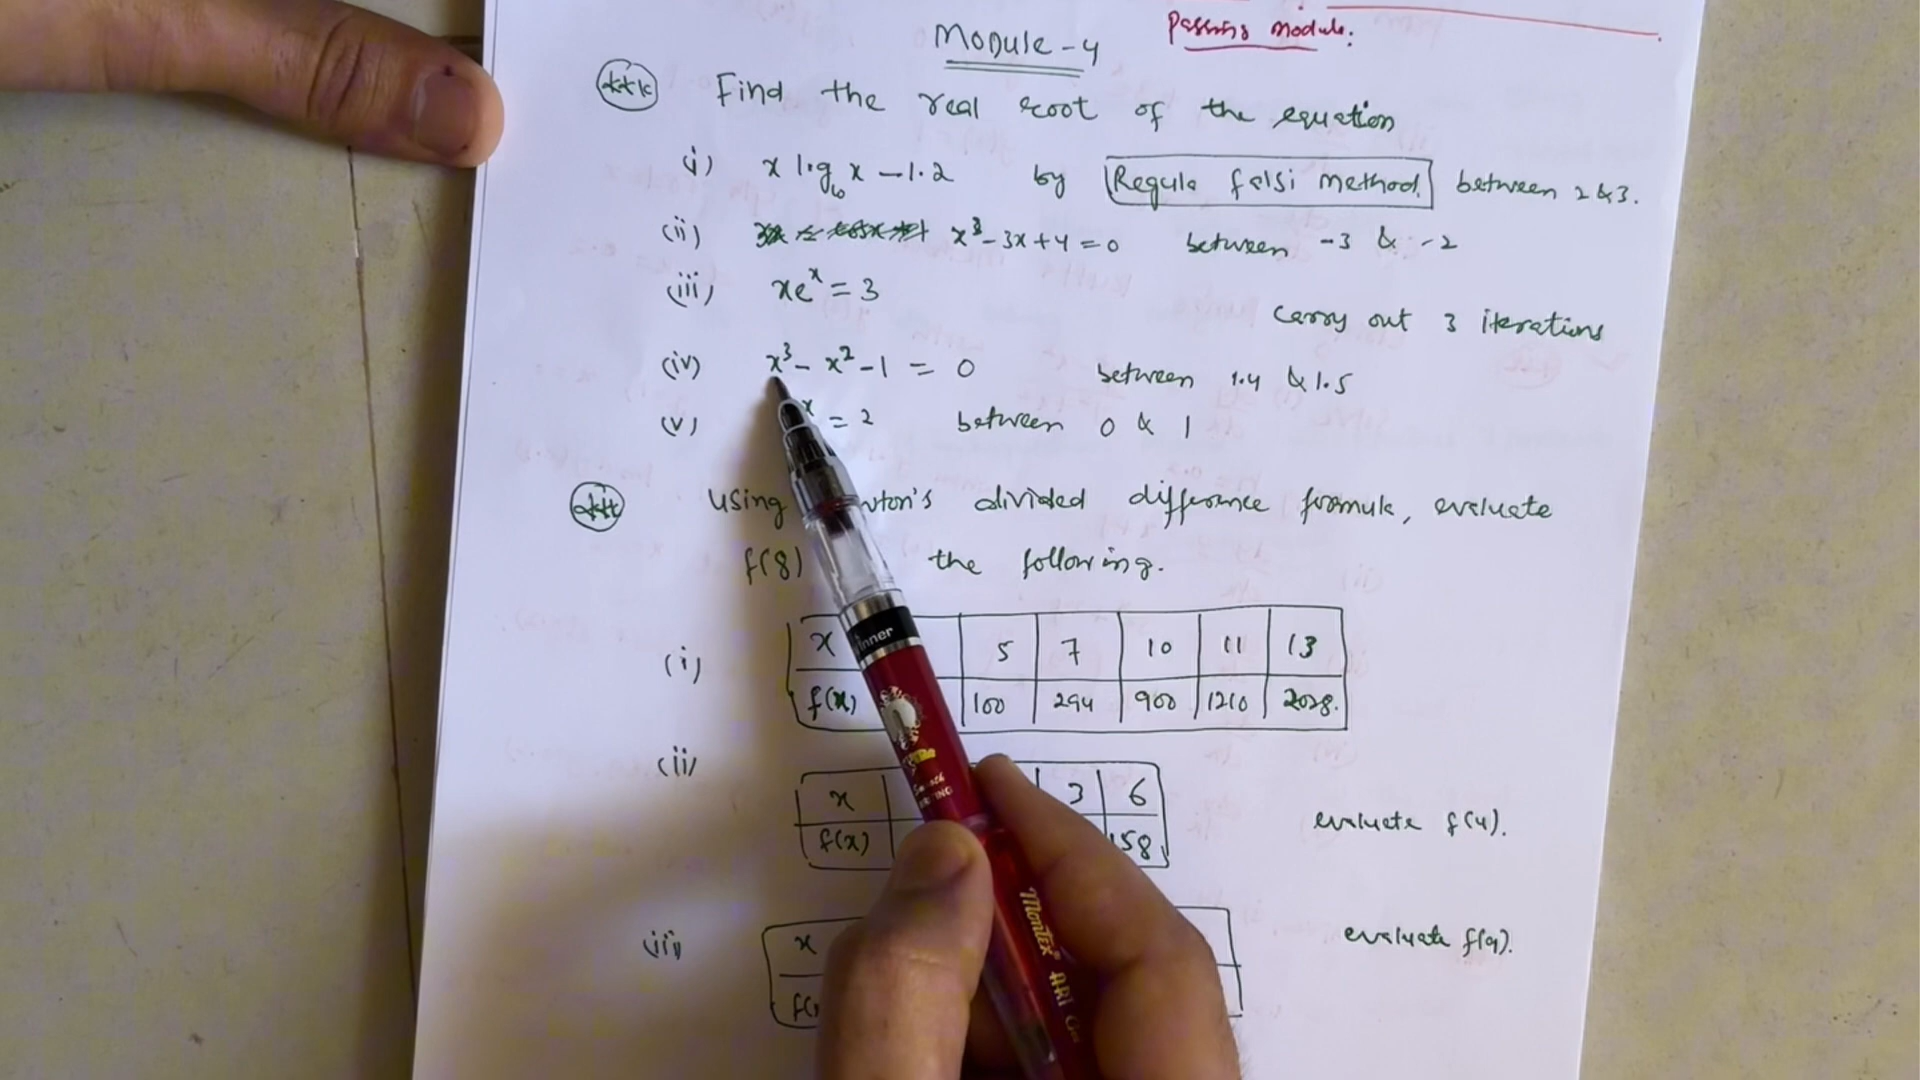 Passing module.
Module-4
Find the real root of the equation
(i) x log₁₀ x - 1.2 by Regula falsi method between 2 & 3.
(ii) x³ - 3x + 4 = 0 between -3 & -2
(iii) xeˣ = 3
carry out 3 iterations
(iv) x³ - x² - 1 = 0 between 1.4 & 1.5
(v) x = 2 between 0 & 1
using divided difference formula, evaluate
f(8) the following.
(i) x 5 7 10 11 13
f(x) 100 294 900 1210 2028.
(ii) x 3 6
f(x) 158 evaluate f(4).
(iii) x evaluate f(9).
Montex ART